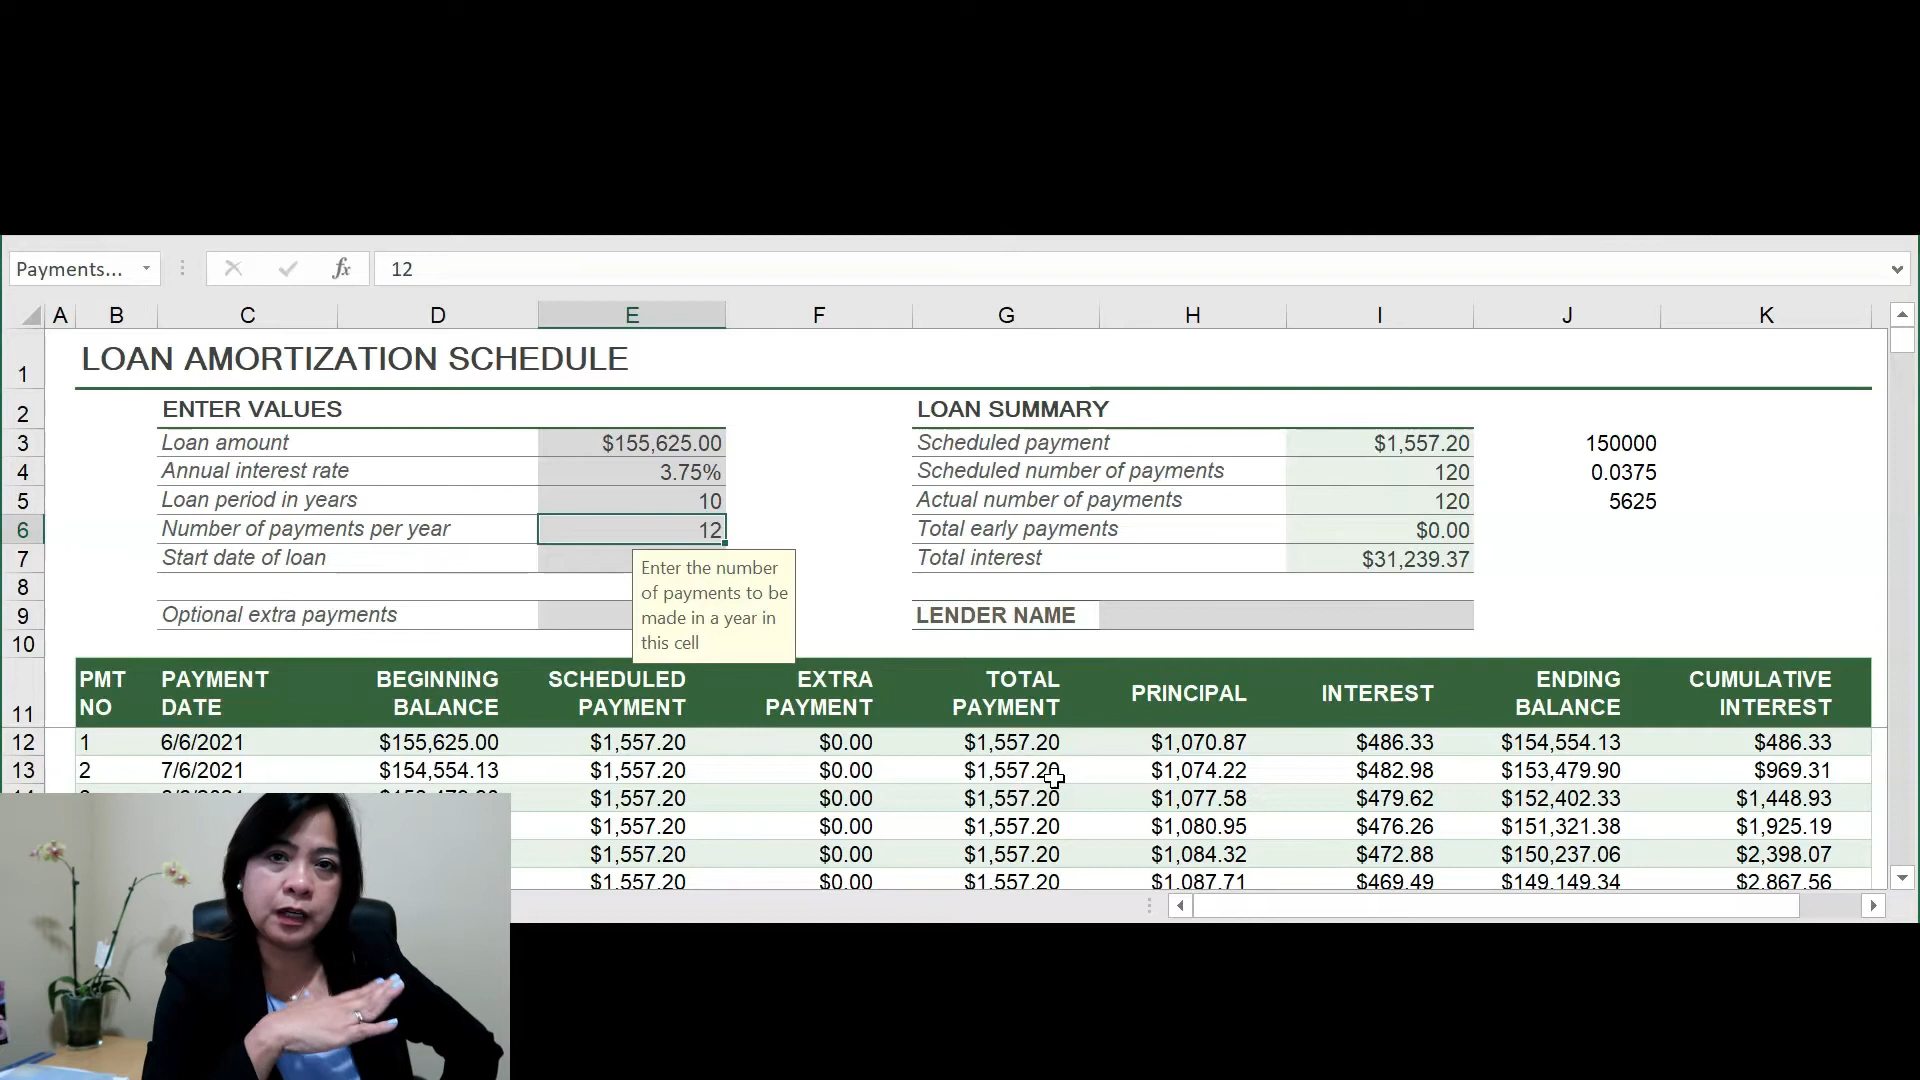 Payments... fx 12
A B C D E F G H I J K
1 LOAN AMORTIZATION SCHEDULE
2 ENTER VALUES LOAN SUMMARY
3 Loan amount $155,625.00 Scheduled payment $1,557.20 150000
4 Annual interest rate 3.75% Scheduled number of payments 120 0.0375
5 Loan period in years 10 Actual number of payments 120 5625
6 Number of payments per year 12 Total early payments $0.00
7 Start date of loan Total interest $31,239.37
Enter the number
of payments to be
made in a year in
this cell
8
9 Optional extra payments LENDER NAME
10
PMT PAYMENT BEGINNING SCHEDULED EXTRA TOTAL PRINCIPAL INTEREST ENDING CUMULATIVE
11 NO DATE BALANCE PAYMENT PAYMENT PAYMENT BALANCE INTEREST
12 1 6/6/2021 $155,625.00 $1,557.20 $0.00 $1,557.20 $1,070.87 $486.33 $154,554.13 $486.33
13 2 7/6/2021 $154,554.13 $1,557.20 $0.00 $1,557.20 $1,074.22 $482.98 $153,479.90 $969.31
$1,557.20 $0.00 $1,557.20 $1,077.58 $479.62 $152,402.33 $1,448.93
$1,557.20 $0.00 $1,557.20 $1,080.95 $476.26 $151,321.38 $1,925.19
$1,557.20 $0.00 $1,557.20 $1,084.32 $472.88 $150,237.06 $2,398.07
$1,557.20 $0.00 $1,557.20 $1,087.71 $469.49 $149,149.34 $2,867.56